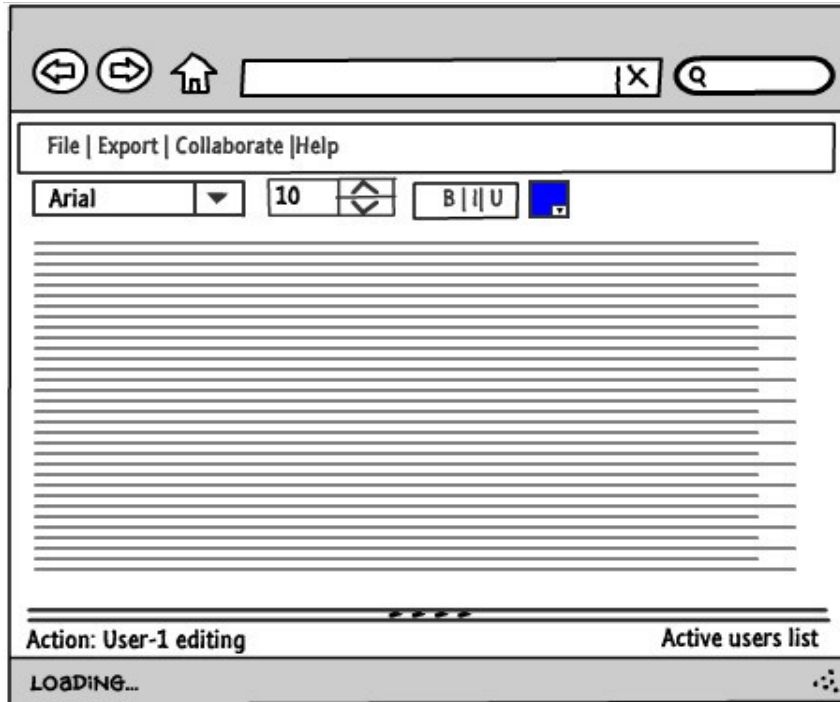 File | Export | Collaborate |Help
Arial 10 B | I| U
Action: User-1 editing Active users list
LOADING...